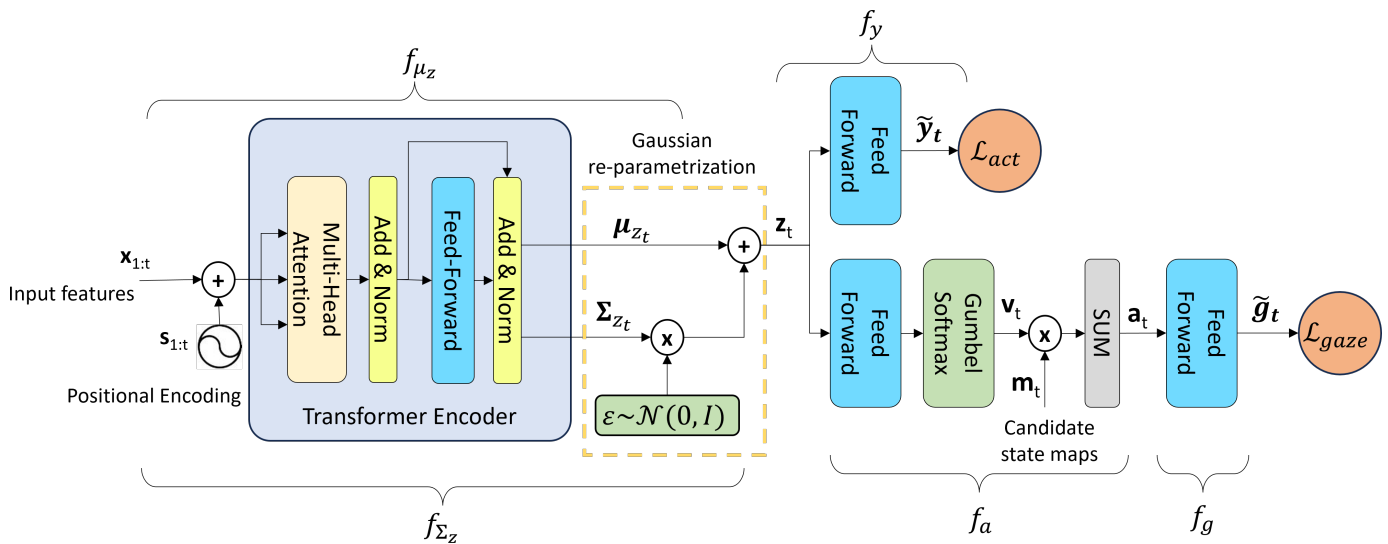 f_y
f_{μ_z}
Gaussian
re-parametrization
Feed
Forward
ỹ_t
ℒ_act
x_{1:t}
Input features
+
s_{1:t}
Positional Encoding
Multi-Head
Attention
Add & Norm
Feed-Forward
Add & Norm
Transformer Encoder
μ_{z_t}
Σ_{z_t}
x
ε~𝒩(0, I)
+
z_t
Feed
Forward
Gumbel
Softmax
v_t
x
m_t
Candidate
state maps
SUM
a_t
Feed
Forward
g̃_t
ℒ_gaze
f_{Σ_z}
f_a
f_g